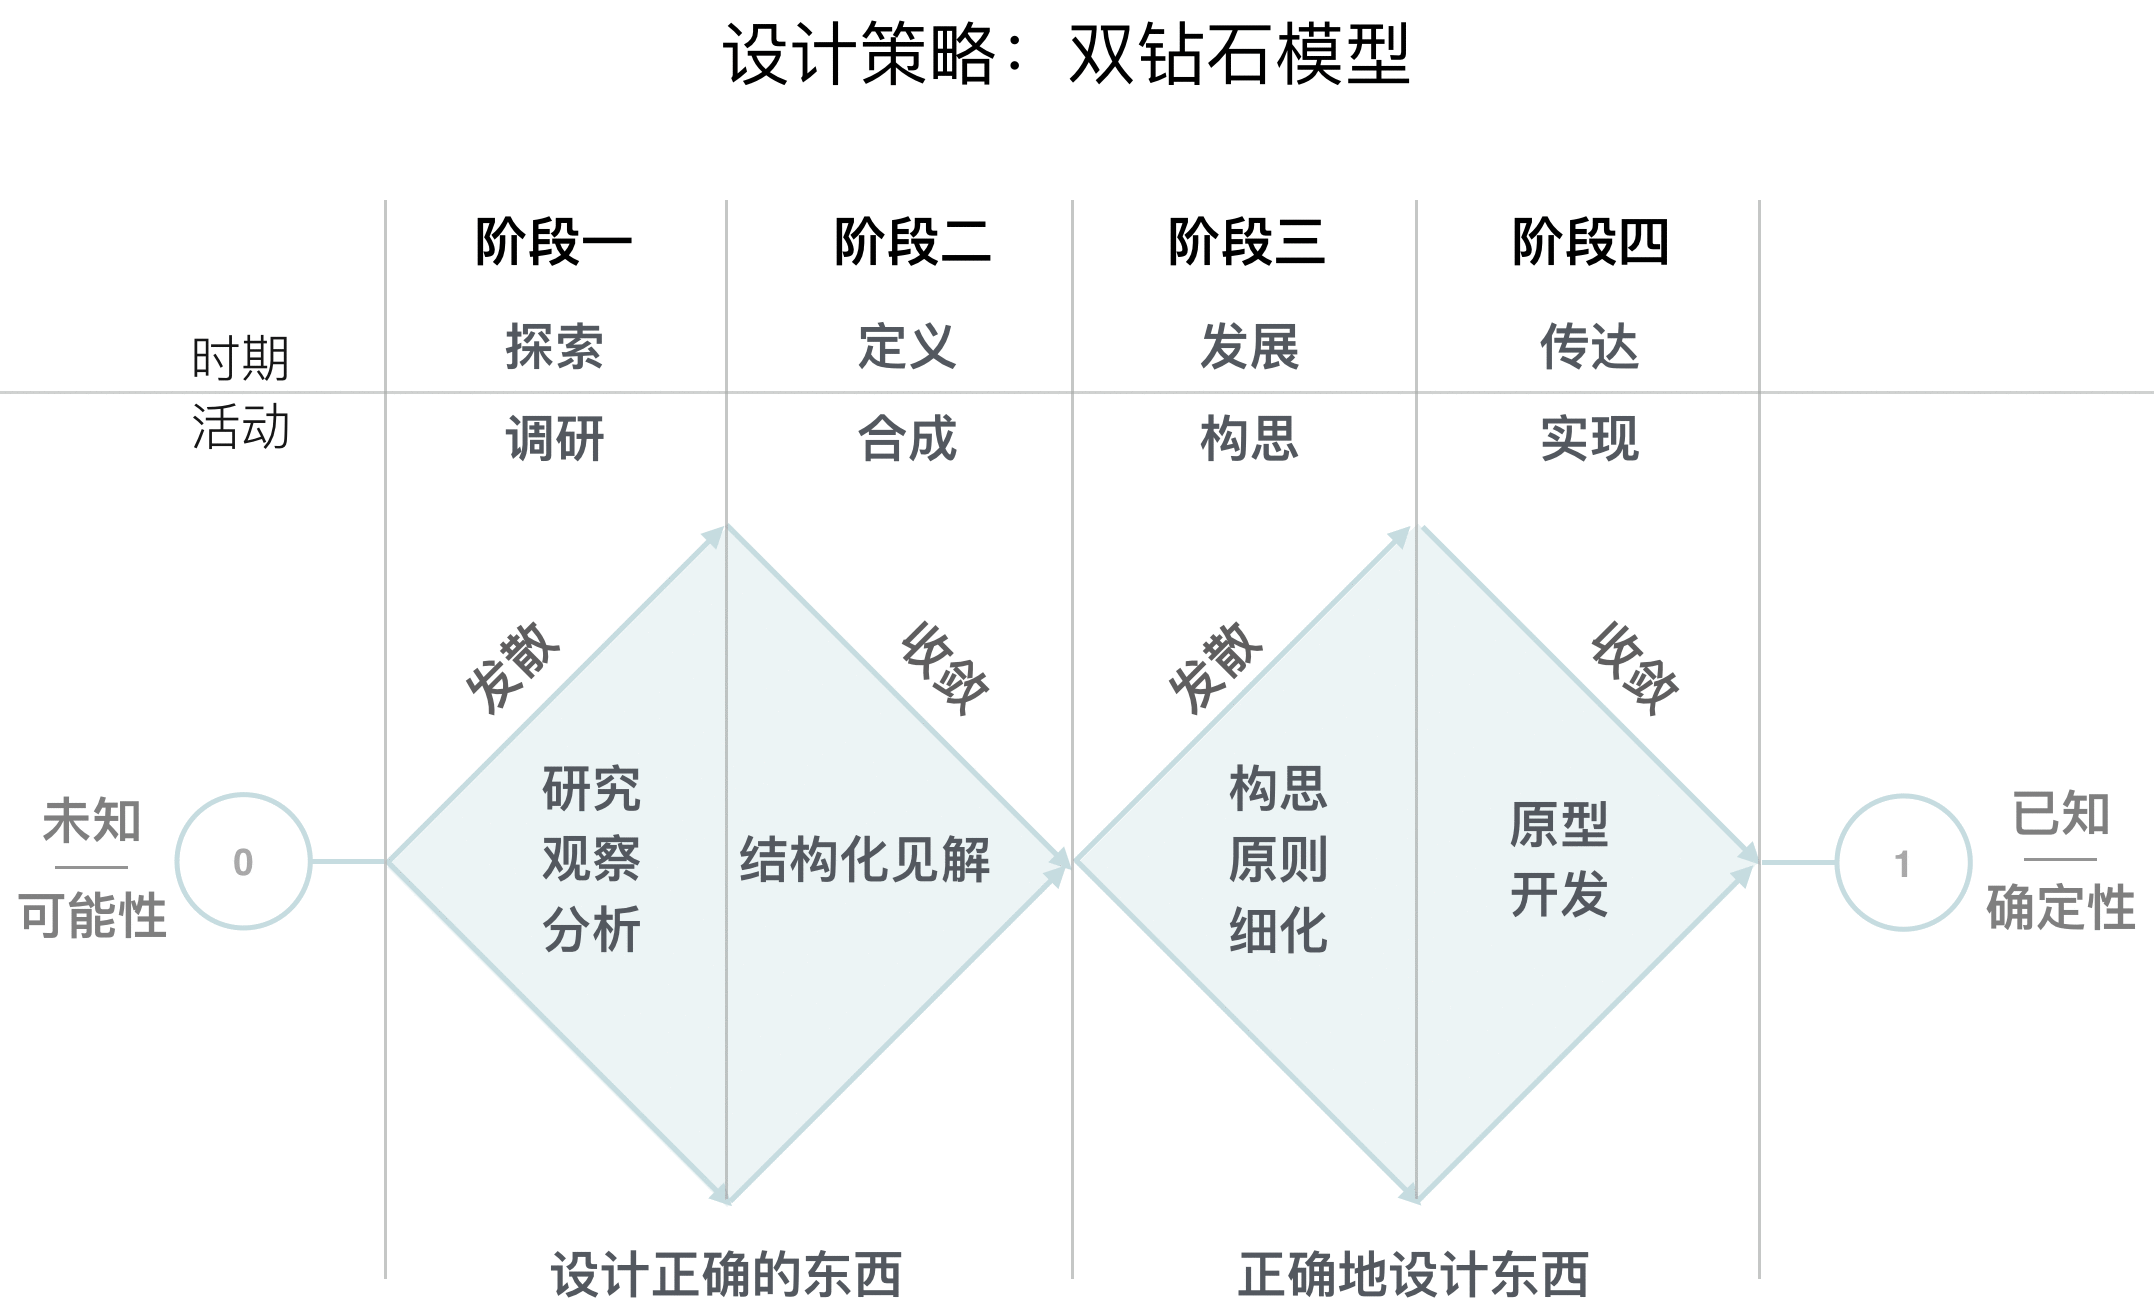 设计策略：双钻石模型
阶段一
阶段二
阶段三
阶段四
时期
探索
定义
发展
传达
活动
调研
合成
构思
实现
发散
收敛
发散
收敛
未知
可能性
0
研究
观察
分析
结构化见解
构思
原则
细化
原型
开发
1
已知
确定性
设计正确的东西
正确地设计东西